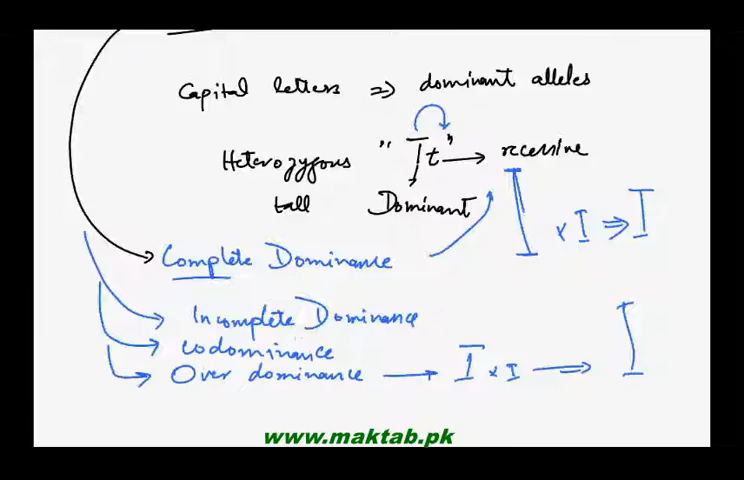 Capital letters ⇒ dominant alleles
Heterozygous "Tt" → recessive
tall Dominant
Complete Dominance
x I ⇒ I
Incomplete Dominance
codominance
Over dominance → I x I ⇒ I
www.maktab.pk